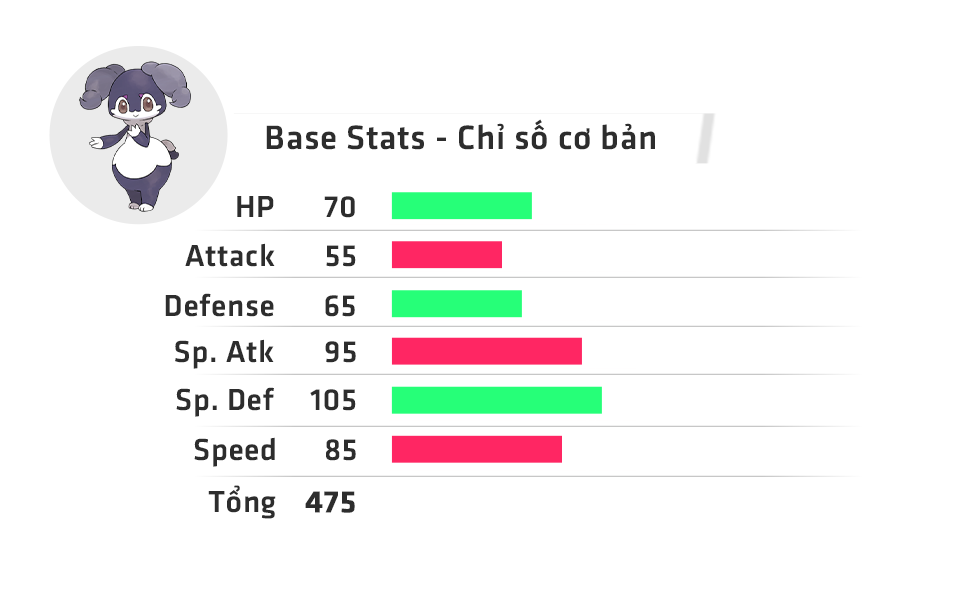 Base Stats - Chỉ số cơ bản
HP 70
Attack 55
Defense 65
Sp. Atk 95
Sp. Def 105
Speed 85
Tổng 475